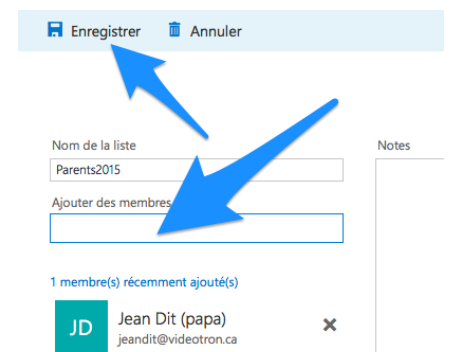 Enregistrer Annuler
Nom de la liste Notes
Parents2015
Ajouter des membres
1 membre(s) récemment ajouté(s)
JD Jean Dit (papa)
jeandit@videotron.ca